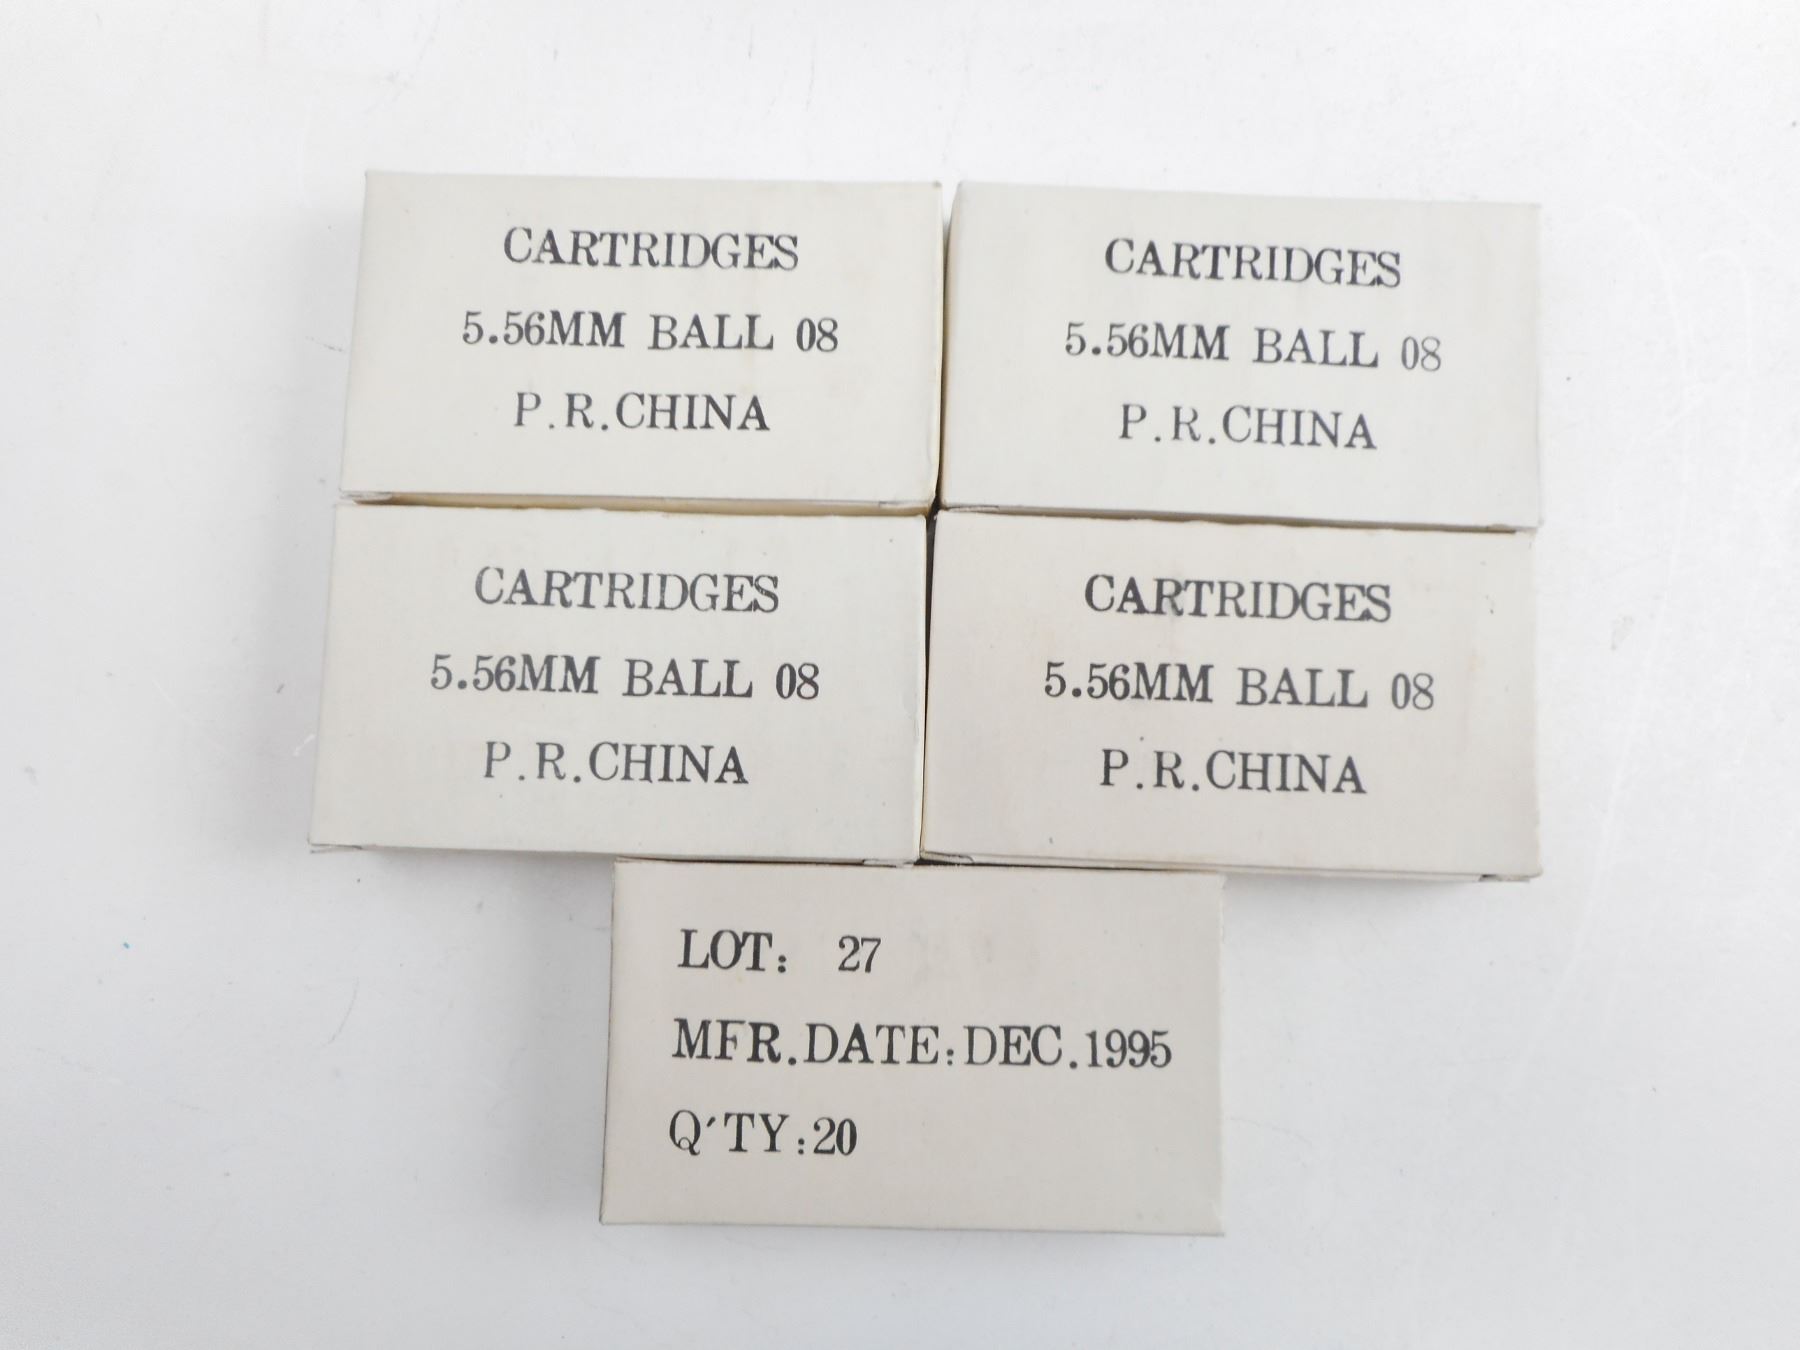 CARTRIDGES
5.56MM BALL 08
P.R.CHINA
CARTRIDGES
5.56MM BALL 08
P.R.CHINA
CARTRIDGES
5.56MM BALL 08
P.R.CHINA
CARTRIDGES
5.56MM BALL 08
P.R.CHINA
LOT: 27
MFR.DATE:DEC.1995
Q'TY:20